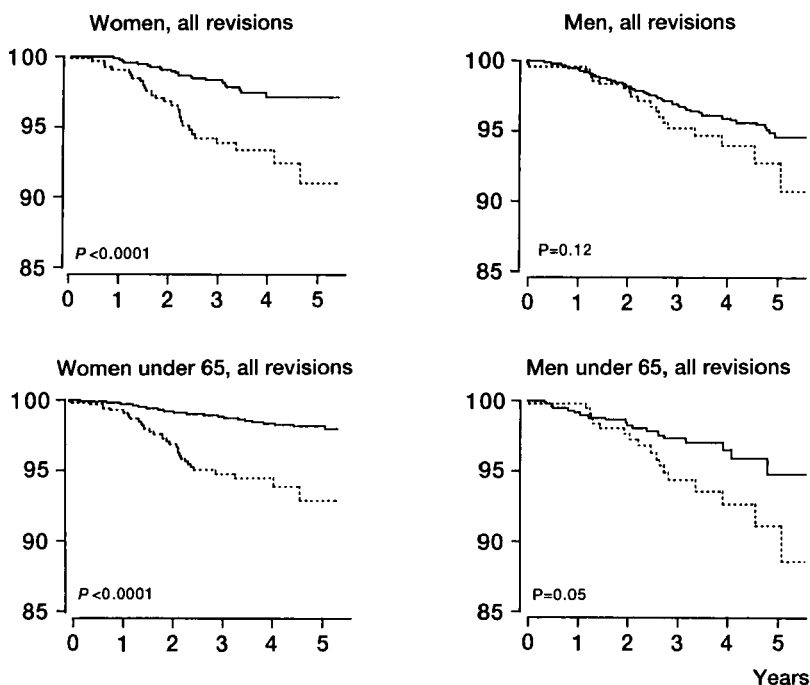 Women, all revisions
100
95
90
85
P<0.0001
0 1 2 3 4 5
Men, all revisions
100
95
90
85
P=0.12
0 1 2 3 4 5
Women under 65, all revisions
100
95
90
85
P<0.0001
0 1 2 3 4 5
Men under 65, all revisions
100
95
90
85
P=0.05
0 1 2 3 4 5
Years